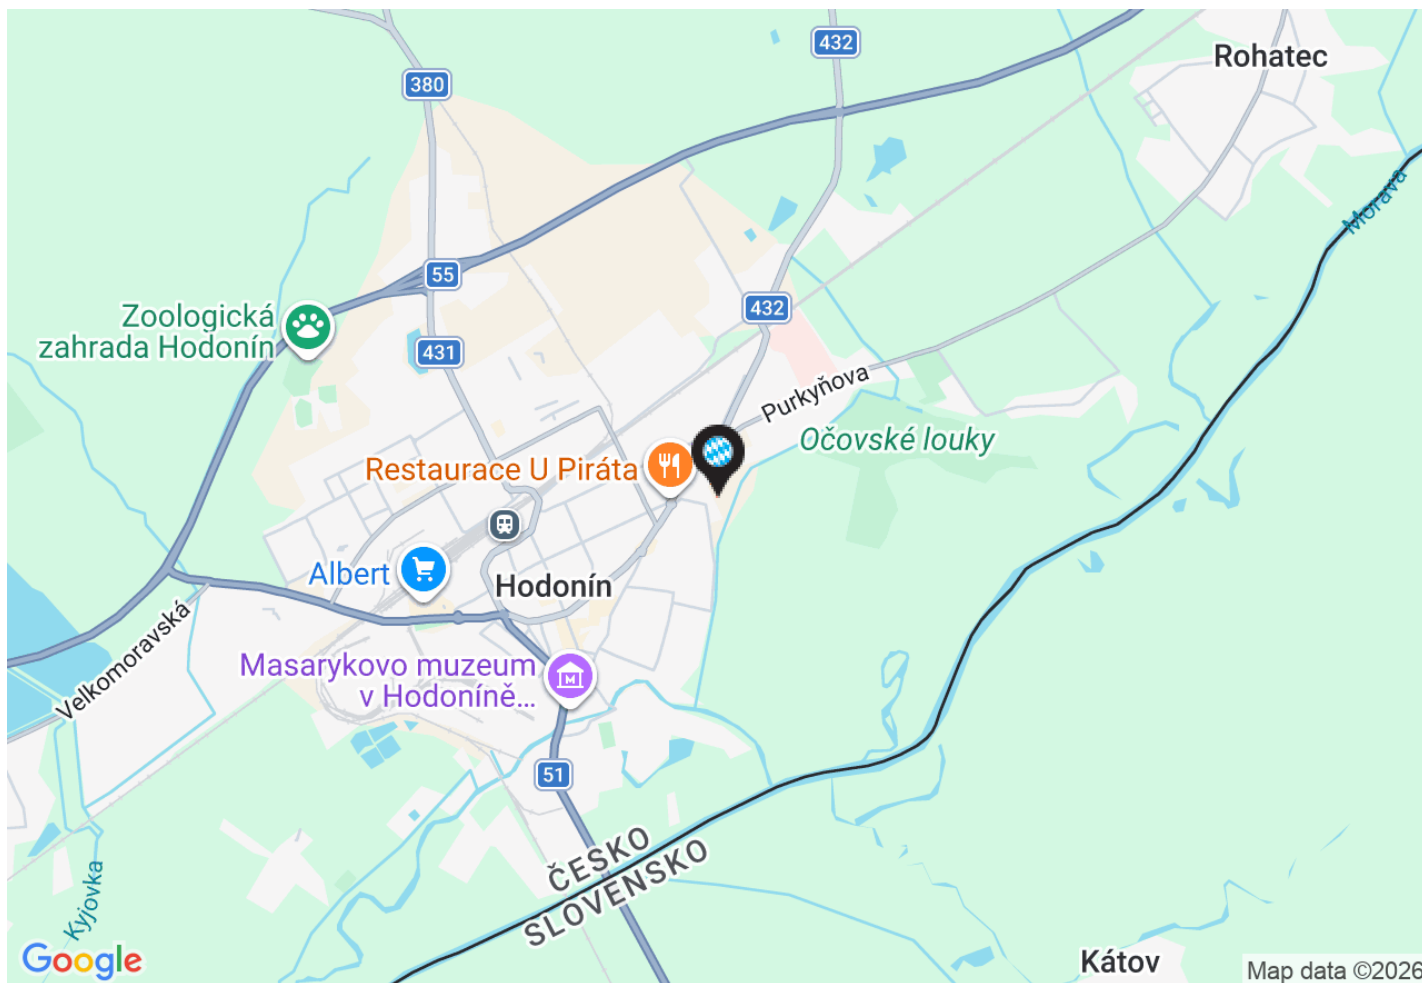 432
Rohatec
380
Morava
55
432
Zoologická
zahrada Hodonín
431
Purkyňova
Očovské louky
Restaurace U Piráta
Albert
Hodonín
Velkomoravská
Masarykovo muzeum
v Hodoníně...
51
ČESKO
SLOVENSKO
Kyjovka
Google
Kátov
Map data ©2026